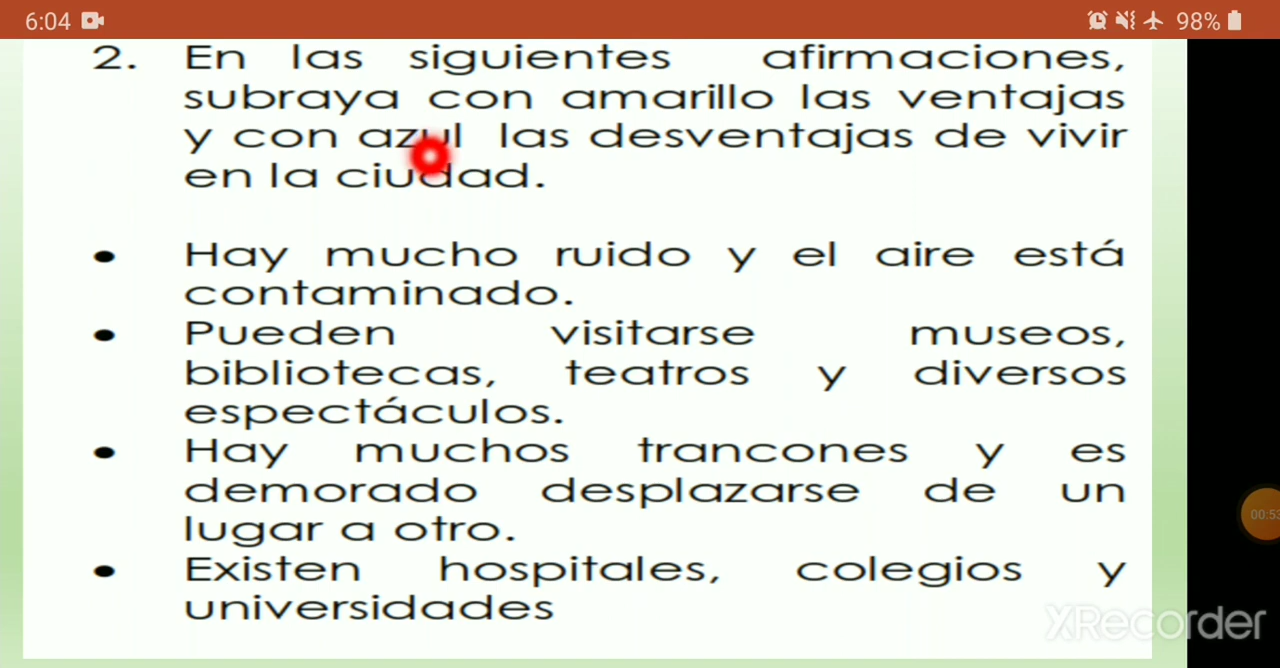 6:04 98%
2. En las siguientes afirmaciones,
subraya con amarillo las ventajas
y con azul las desventajas de vivir
en la ciudad.
• Hay mucho ruido y el aire está
contaminado.
• Pueden visitarse museos,
bibliotecas, teatros y diversos
espectáculos.
• Hay muchos trancones y es
demorado desplazarse de un
lugar a otro.
00:53
• Existen hospitales, colegios y
universidades
XRecorder